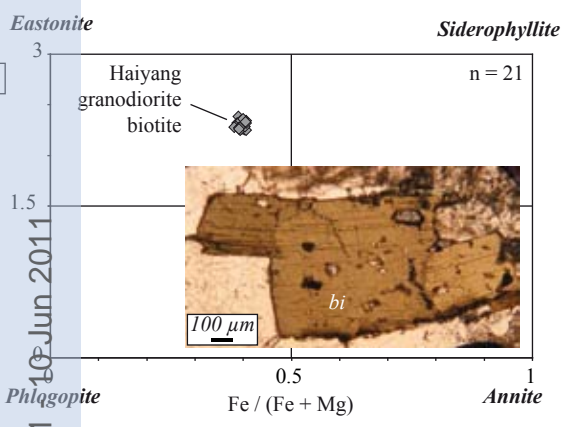 Eastonite
Siderophyllite
3
Haiyang
granodiorite
biotite
n = 21
1.5
bi
100 µm
10 Jun 2011
0
0.5
1
Phlogopite
Fe / (Fe + Mg)
Annite